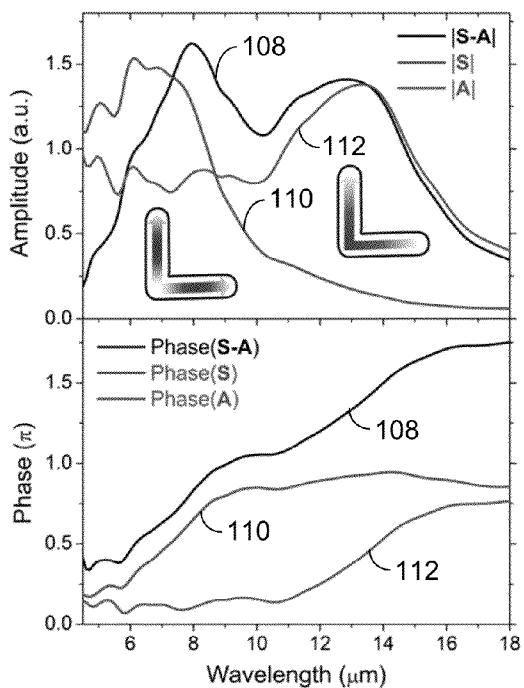 1.5
1.0
0.5
0.0
Amplitude (a.u.)
108
|S-A|
|S|
|A|
112
110
Phase(S-A)
Phase(S)
Phase(A)
1.5
1.0
0.5
0.0
Phase (π)
108
110
112
6 8 10 12 14 16 18
Wavelength (μm)